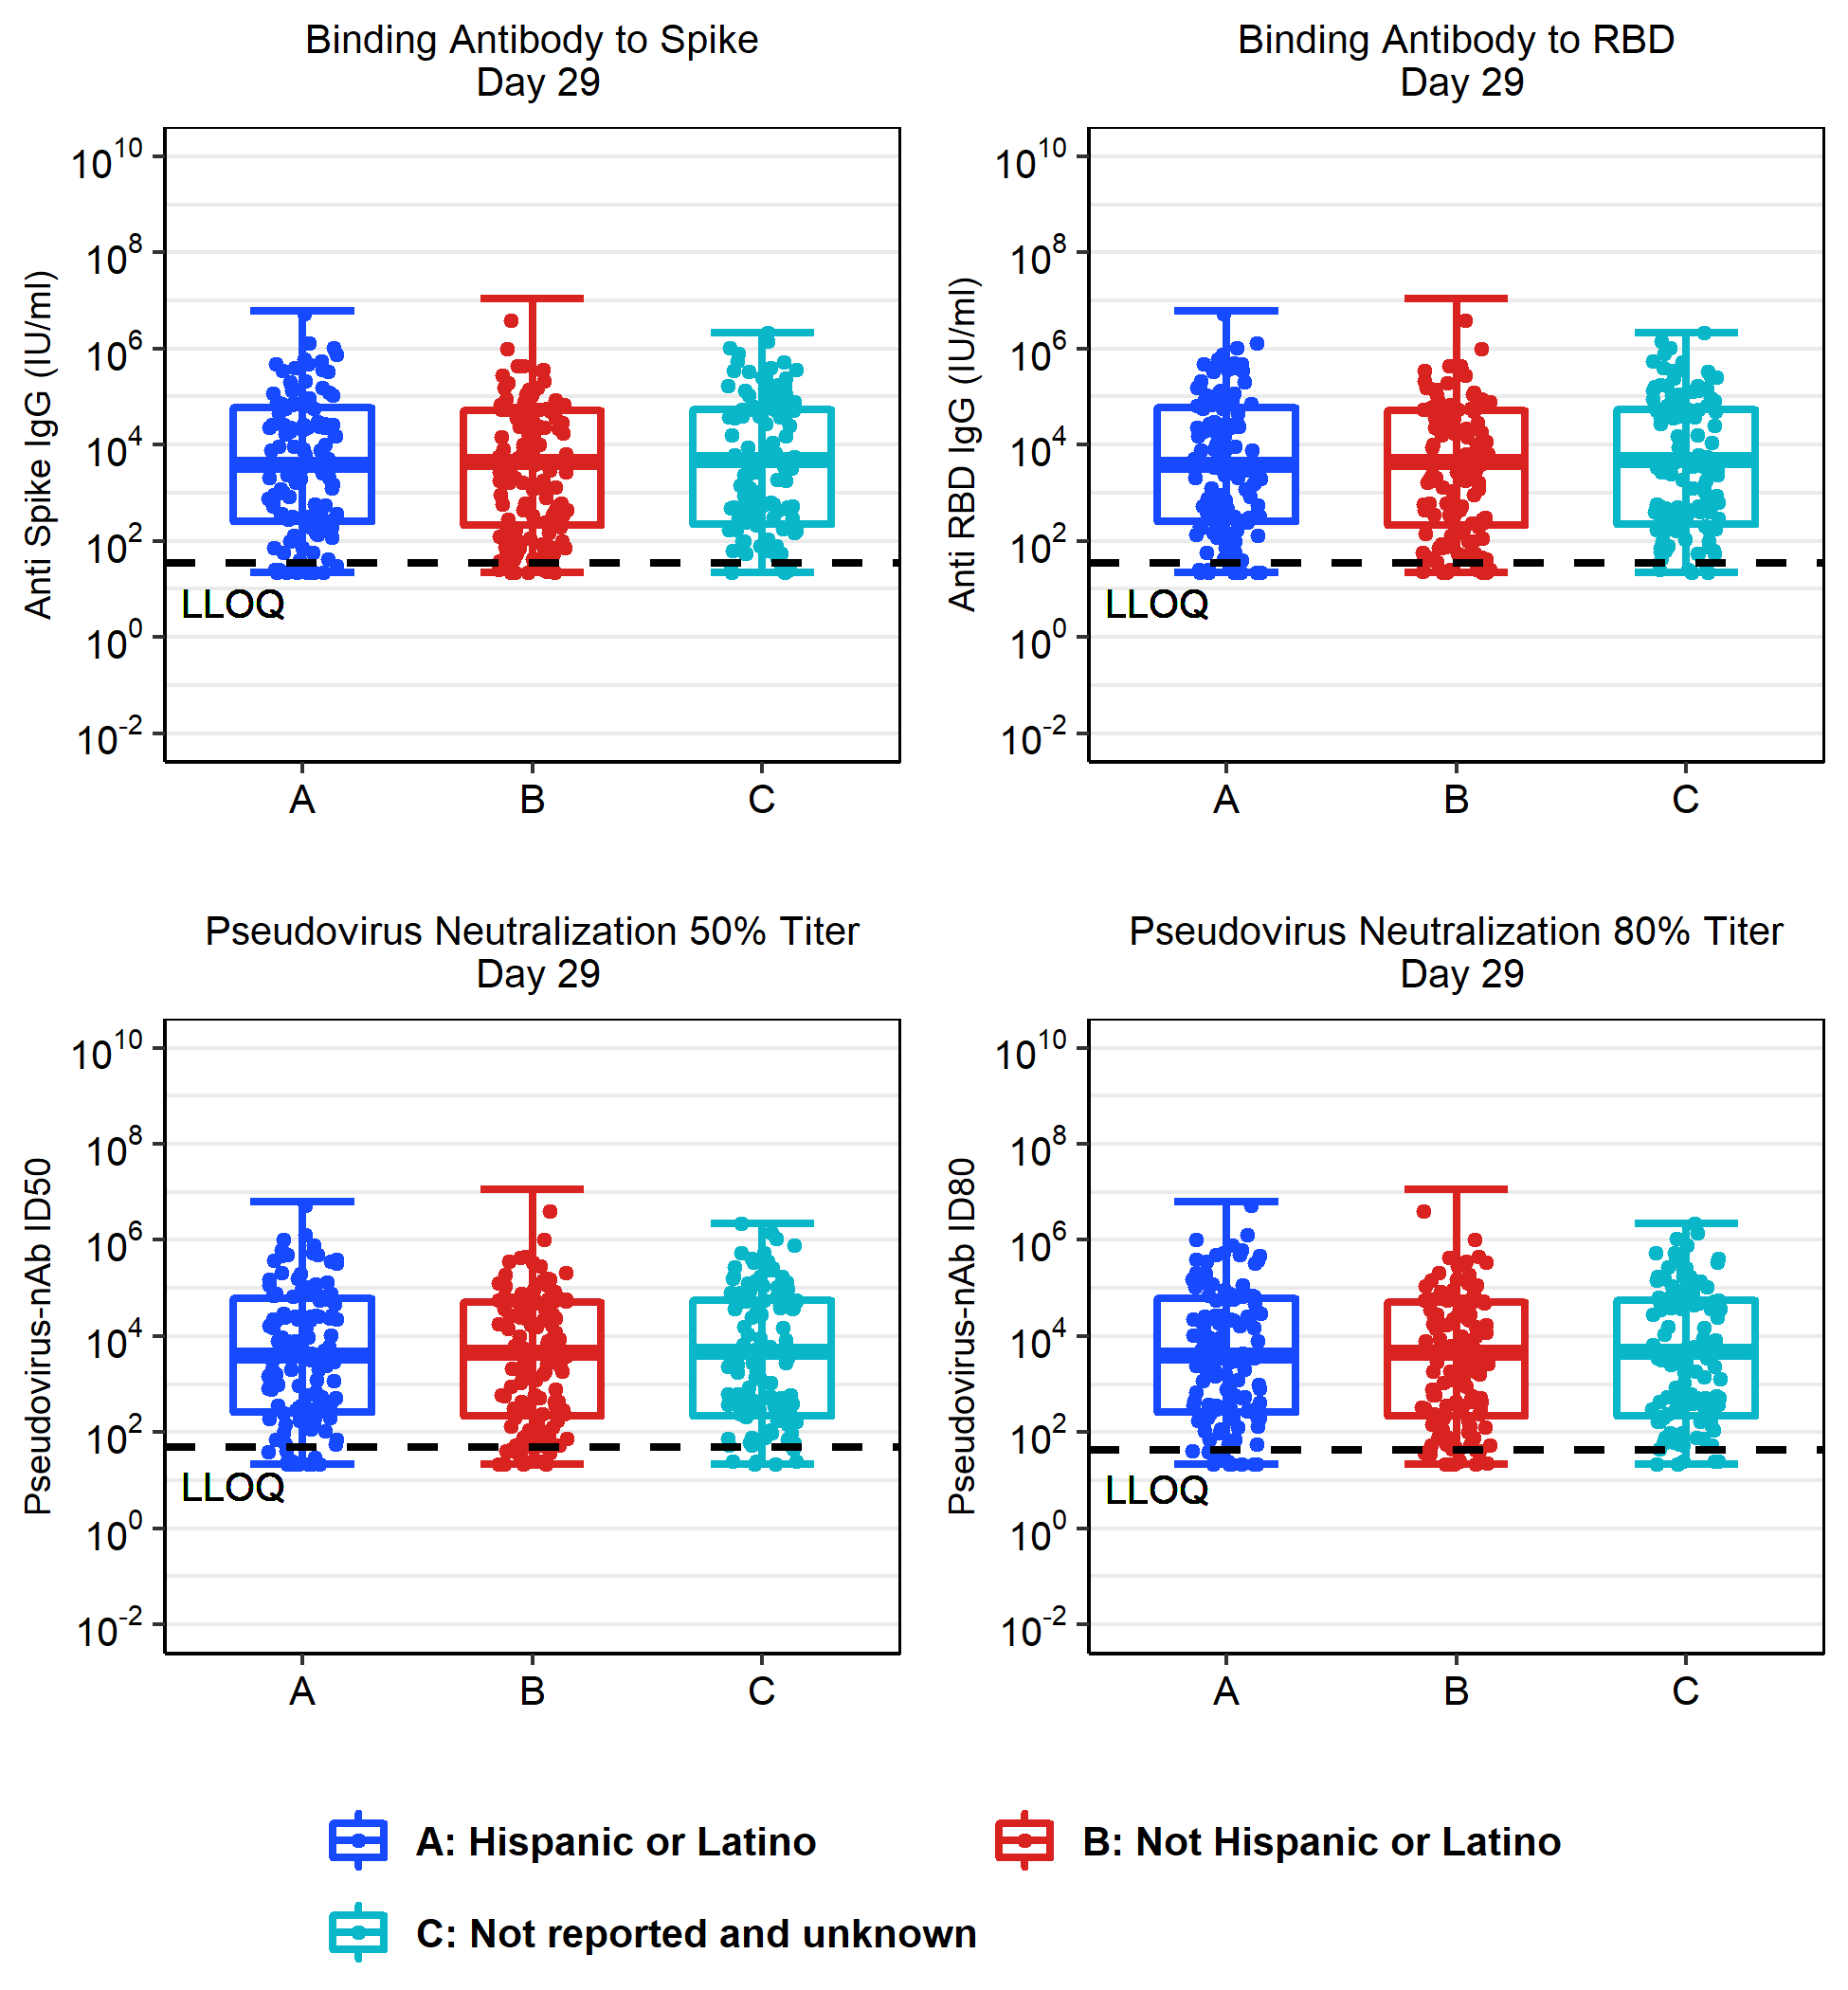 Binding Antibody to Spike
Day 29
Anti Spike IgG (IU/ml)
10^10
10^8
10^6
10^4
10^2
10^0
10^-2
LLOQ
A B C
Binding Antibody to RBD
Day 29
Anti RBD IgG (IU/ml)
10^10
10^8
10^6
10^4
10^2
10^0
10^-2
LLOQ
A B C
Pseudovirus Neutralization 50% Titer
Day 29
Pseudovirus-nAb ID50
10^10
10^8
10^6
10^4
10^2
10^0
10^-2
LLOQ
A B C
Pseudovirus Neutralization 80% Titer
Day 29
Pseudovirus-nAb ID80
10^10
10^8
10^6
10^4
10^2
10^0
10^-2
LLOQ
A B C
A: Hispanic or Latino
B: Not Hispanic or Latino
C: Not reported and unknown